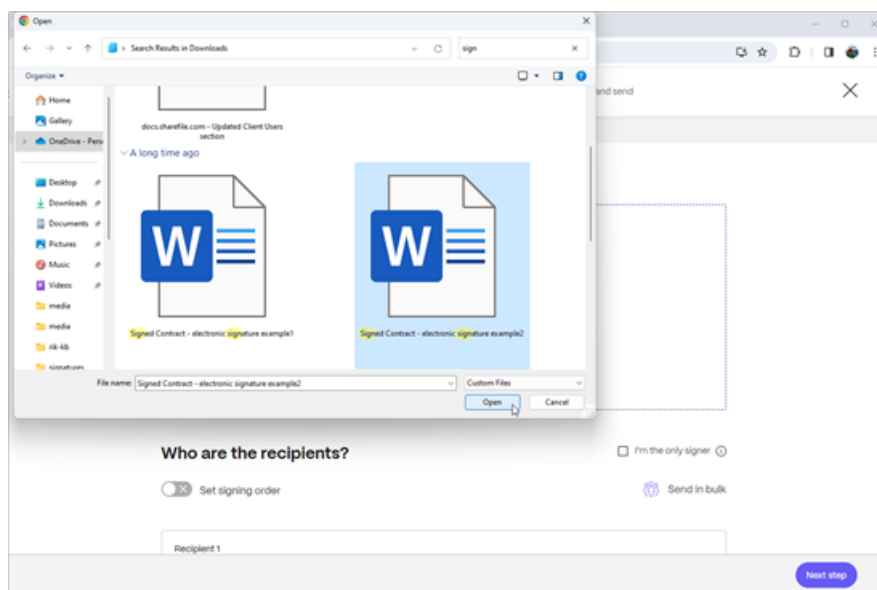 Open
Search Results in Downloads
sign
Organize
Home
Gallery
OneDrive - Pers
Desktop
Downloads
Documents
Pictures
Music
Videos
media
media
rik-kb
signatures
docs.sharefile.com - Updated Client Users
section
A long time ago
W
W
Signed Contract - electronic signature example1
Signed Contract - electronic signature example2
File name: Signed Contract - electronic signature example2
Custom Files
Open
Cancel
and send
Who are the recipients?
I'm the only signer
Set signing order
Send in bulk
Recipient 1
Next step